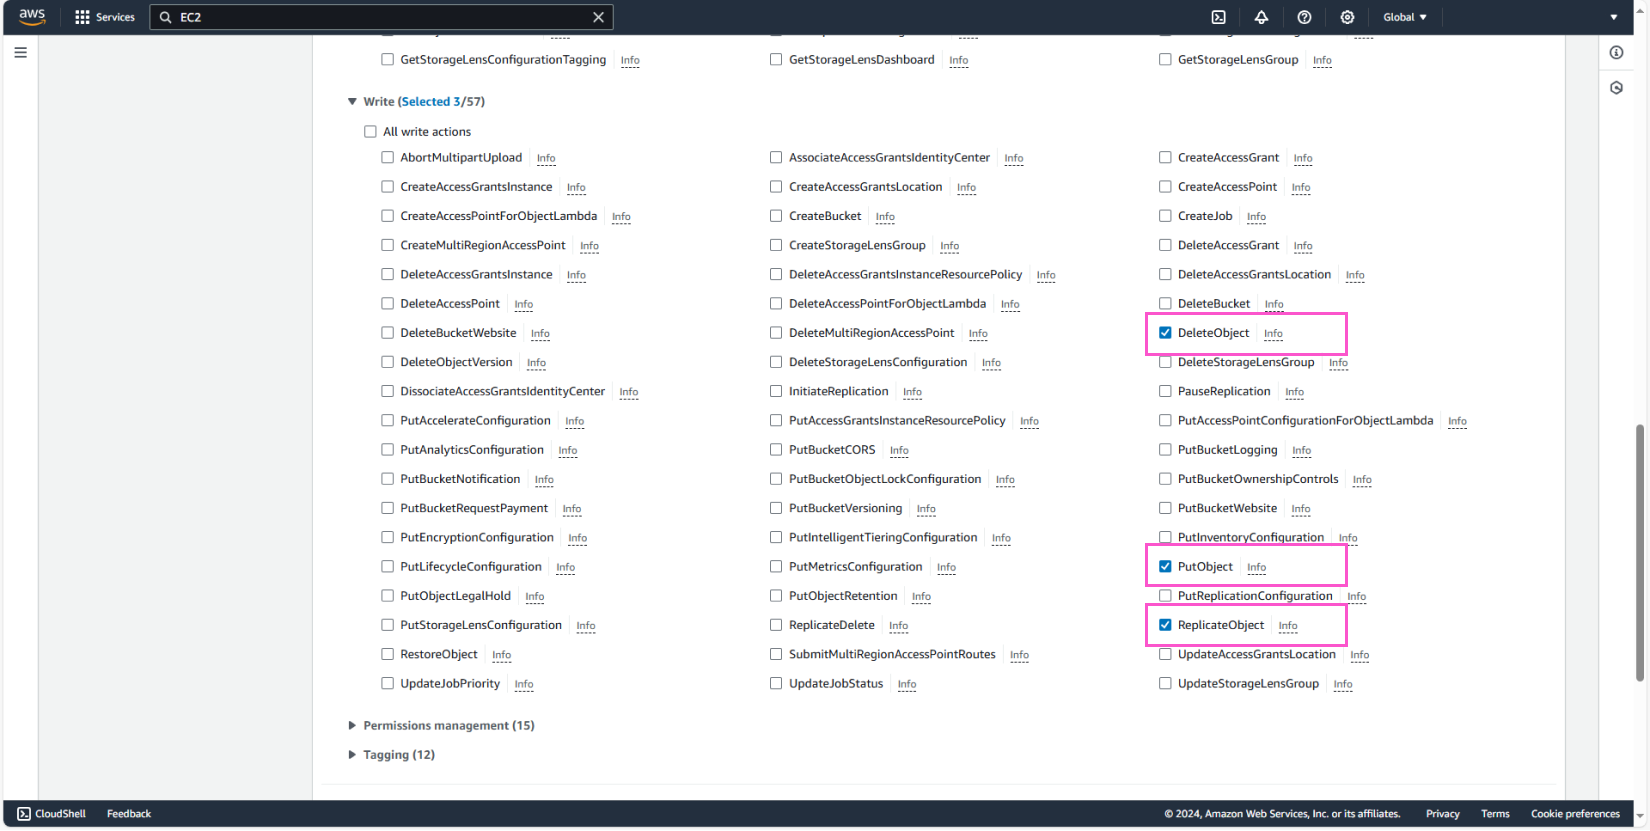 aws Services EC2 Global
GetStorageLensConfigurationTagging Info GetStorageLensDashboard Info GetStorageLensGroup Info
Write (Selected 3/57)
All write actions
AbortMultipartUpload Info AssociateAccessGrantsIdentityCenter Info CreateAccessGrant Info
CreateAccessGrantsInstance Info CreateAccessGrantsLocation Info CreateAccessPoint Info
CreateAccessPointForObjectLambda Info CreateBucket Info CreateJob Info
CreateMultiRegionAccessPoint Info CreateStorageLensGroup Info DeleteAccessGrant Info
DeleteAccessGrantsInstance Info DeleteAccessGrantsInstanceResourcePolicy Info DeleteAccessGrantsLocation Info
DeleteAccessPoint Info DeleteAccessPointForObjectLambda Info DeleteBucket Info
DeleteBucketWebsite Info DeleteMultiRegionAccessPoint Info DeleteObject Info
DeleteObjectVersion Info DeleteStorageLensConfiguration Info DeleteStorageLensGroup Info
DissociateAccessGrantsIdentityCenter Info InitiateReplication Info PauseReplication Info
PutAccelerateConfiguration Info PutAccessGrantsInstanceResourcePolicy Info PutAccessPointConfigurationForObjectLambda Info
PutAnalyticsConfiguration Info PutBucketCORS Info PutBucketLogging Info
PutBucketNotification Info PutBucketObjectLockConfiguration Info PutBucketOwnershipControls Info
PutBucketRequestPayment Info PutBucketVersioning Info PutBucketWebsite Info
PutEncryptionConfiguration Info PutIntelligentTieringConfiguration Info PutInventoryConfiguration Info
PutLifecycleConfiguration Info PutMetricsConfiguration Info PutObject Info
PutObjectLegalHold Info PutObjectRetention Info PutReplicationConfiguration Info
PutStorageLensConfiguration Info ReplicateDelete Info ReplicateObject Info
RestoreObject Info SubmitMultiRegionAccessPointRoutes Info UpdateAccessGrantsLocation Info
UpdateJobPriority Info UpdateJobStatus Info UpdateStorageLensGroup Info
Permissions management (15)
Tagging (12)
CloudShell Feedback © 2024, Amazon Web Services, Inc. or its affiliates. Privacy Terms Cookie preferences